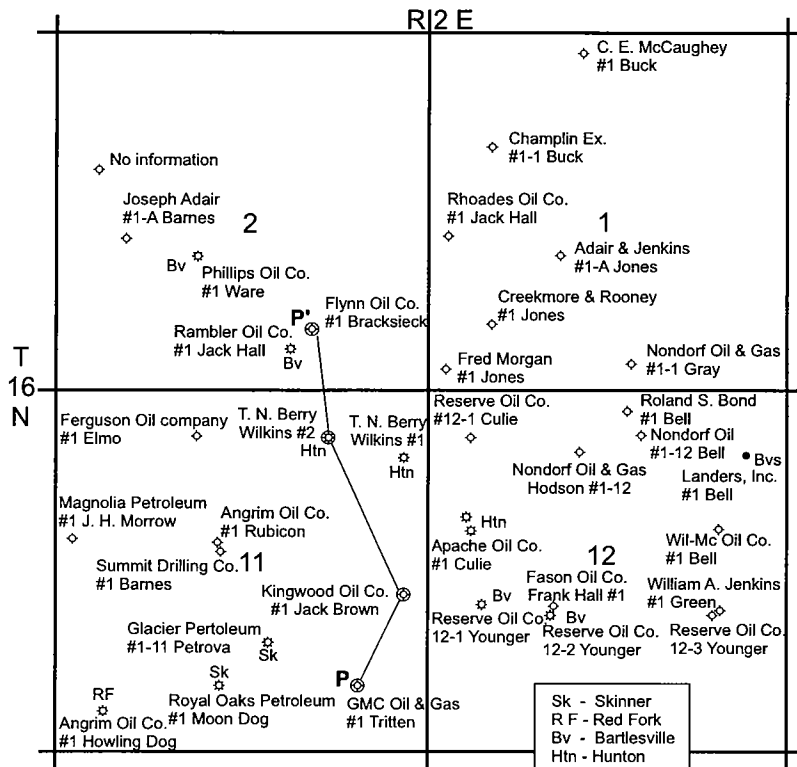 R 2 E
C. E. McCaughey
#1 Buck
Champlin Ex.
#1-1 Buck
No information
Joseph Adair
#1-A Barnes
2
Rhoades Oil Co.
#1 Jack Hall
1
Bv
Phillips Oil Co.
#1 Ware
Adair & Jenkins
#1-A Jones
P'
Flynn Oil Co.
#1 Bracksieck
Creekmore & Rooney
#1 Jones
Rambler Oil Co.
#1 Jack Hall
Bv
Fred Morgan
#1 Jones
Nondorf Oil & Gas
#1-1 Gray
T
16
N
Ferguson Oil company
#1 Elmo
T. N. Berry
Wilkins #2
Htn
T. N. Berry
Wilkins #1
Htn
Reserve Oil Co.
#12-1 Culie
Roland S. Bond
#1 Bell
Nondorf Oil
#1-12 Bell
Nondorf Oil & Gas
Hodson #1-12
Bvs
Landers, Inc.
#1 Bell
Magnolia Petroleum
#1 J. H. Morrow
Angrim Oil Co.
#1 Rubicon
Summit Drilling Co.
#1 Barnes
11
Htn
Apache Oil Co.
#1 Culie
12
Wil-Mc Oil Co.
#1 Bell
Kingwood Oil Co.
#1 Jack Brown
Fason Oil Co.
Frank Hall #1
William A. Jenkins
#1 Green
Bv
Reserve Oil Co.
12-1 Younger
Bv
Reserve Oil Co.
12-2 Younger
Reserve Oil Co.
12-3 Younger
Glacier Pertoleum
#1-11 Petrova
Sk
Sk
Royal Oaks Petroleum
#1 Moon Dog
P
GMC Oil & Gas
#1 Tritten
RF
Angrim Oil Co.
#1 Howling Dog
Sk - Skinner
R F - Red Fork
Bv - Bartlesville
Htn - Hunton